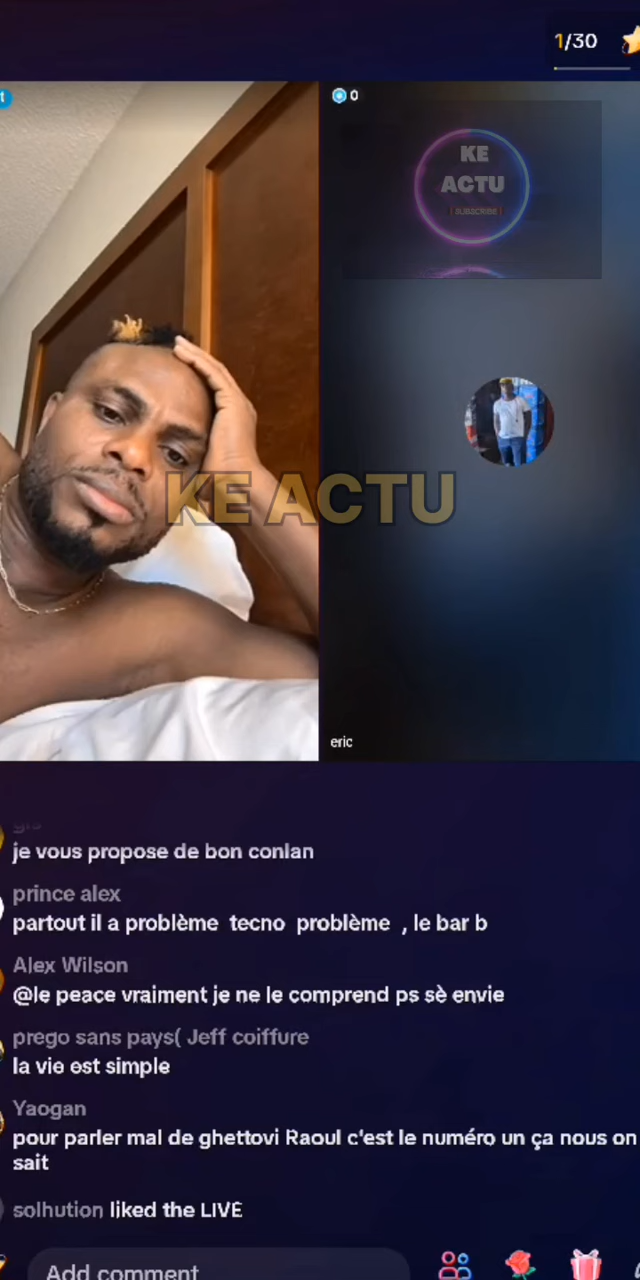 1/30
0
KE
ACTU
SUBSCRIBE
KE ACTU
eric
je vous propose de bon conlan
prince alex
partout il a problème tecno problème , le bar b
Alex Wilson
@le peace vraiment je ne le comprend ps sè envie
prego sans pays( Jeff coiffure
la vie est simple
Yaogan
pour parler mal de ghettovi Raoul c'est le numéro un ça nous on
sait
solhution liked the LIVE
Add comment